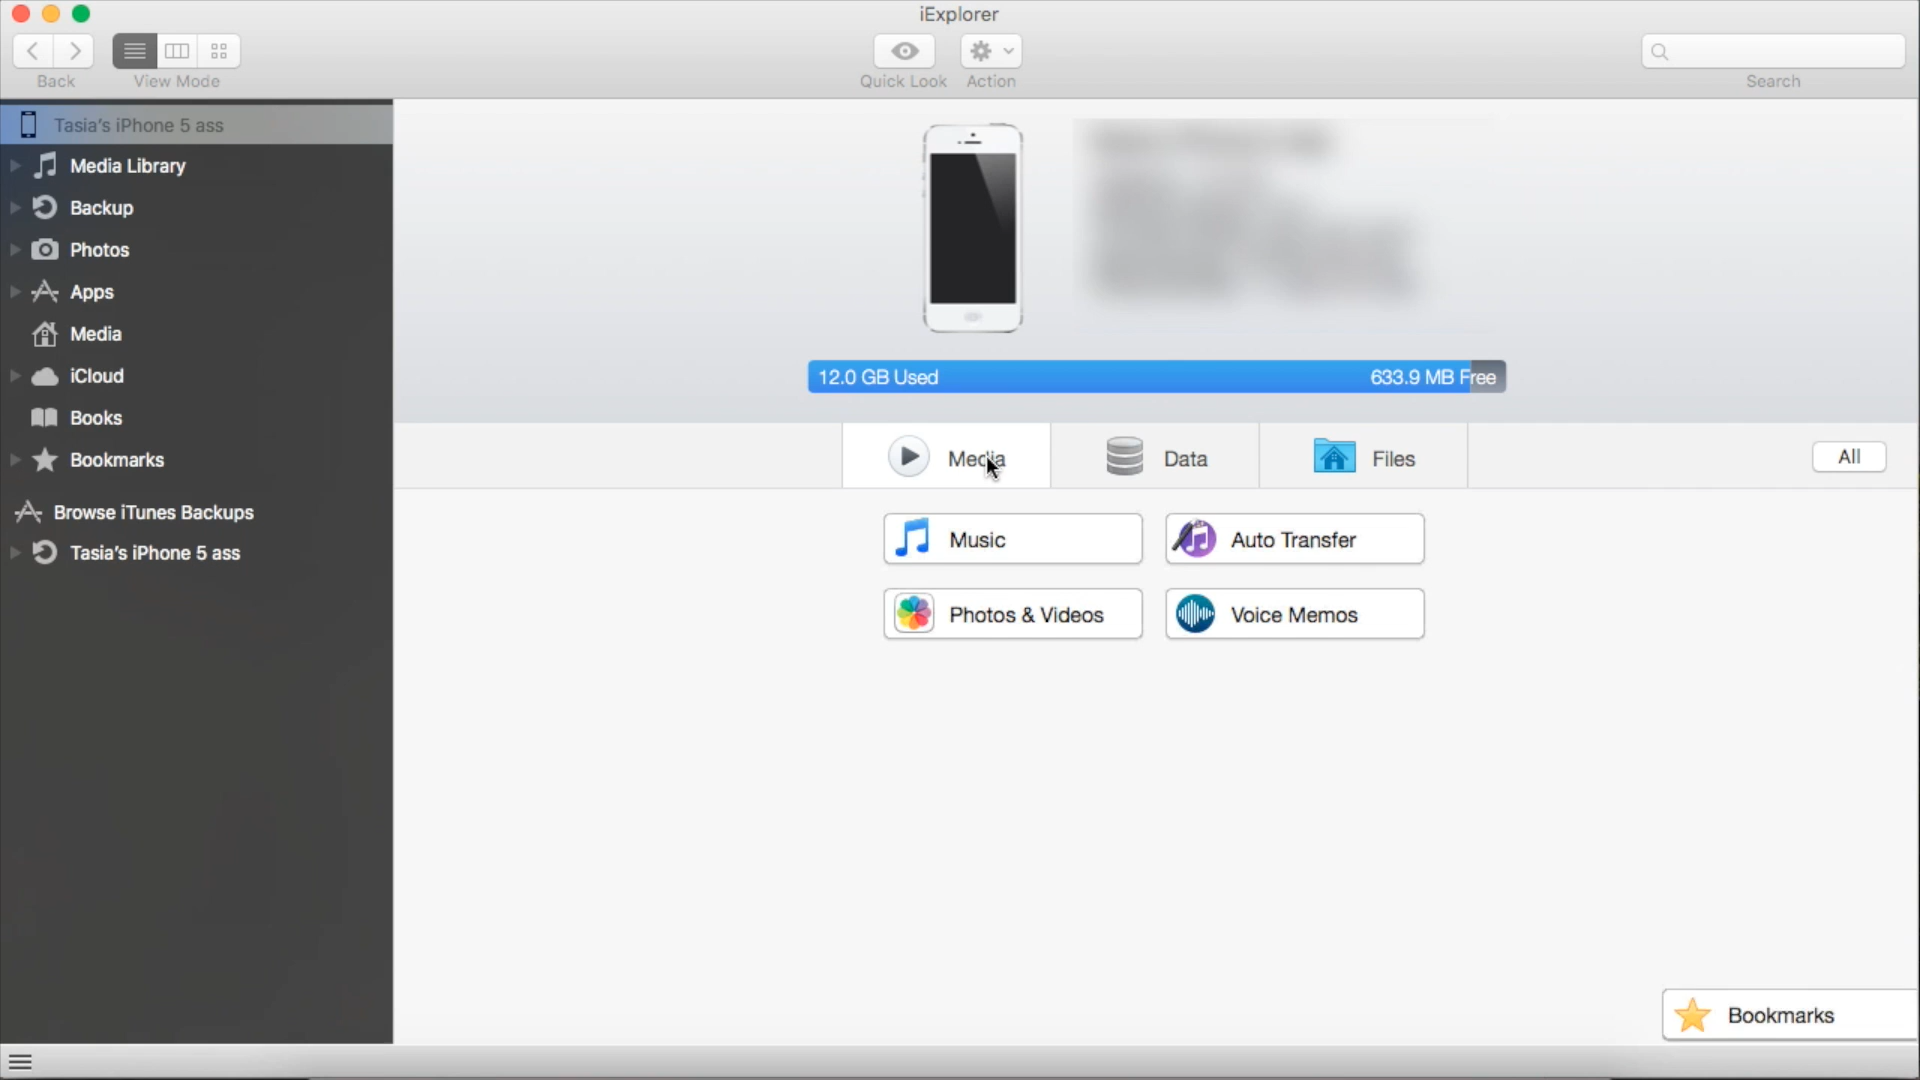 iExplorer
Back
View Mode
Quick Look
Action
Search
Tasia's iPhone 5 ass
Media Library
Backup
Photos
Apps
Media
iCloud
Books
Bookmarks
Browse iTunes Backups
Tasia's iPhone 5 ass
12.0 GB Used 633.9 MB Free
Media Data Files All
Music Auto Transfer
Photos & Videos Voice Memos
Bookmarks